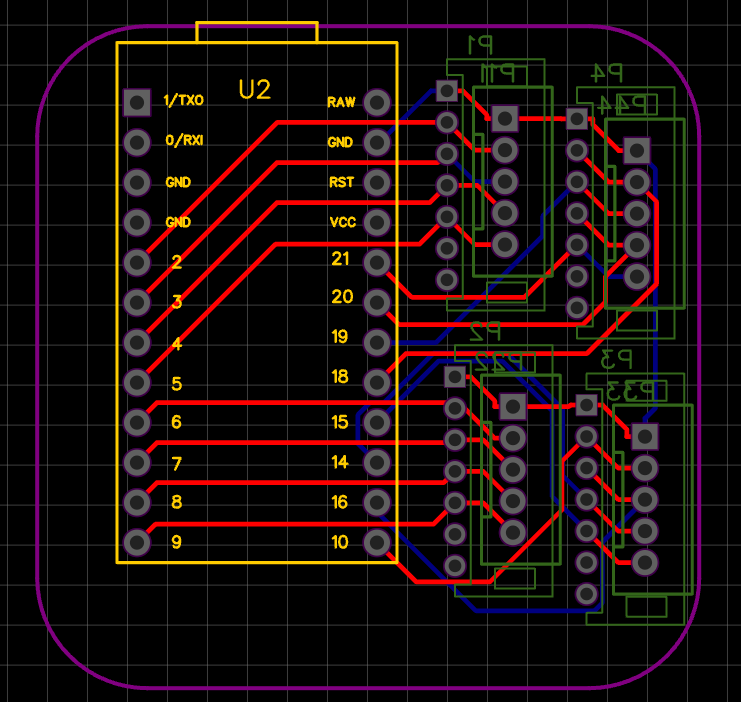 P1
P4
U2
P11
1/TXO
RAW
P44
0/RXI
GND
GND
RST
GND
VCC
2
21
3
20
4
19
P2
5
18
P22
P3
P33
6
15
7
14
8
16
9
10